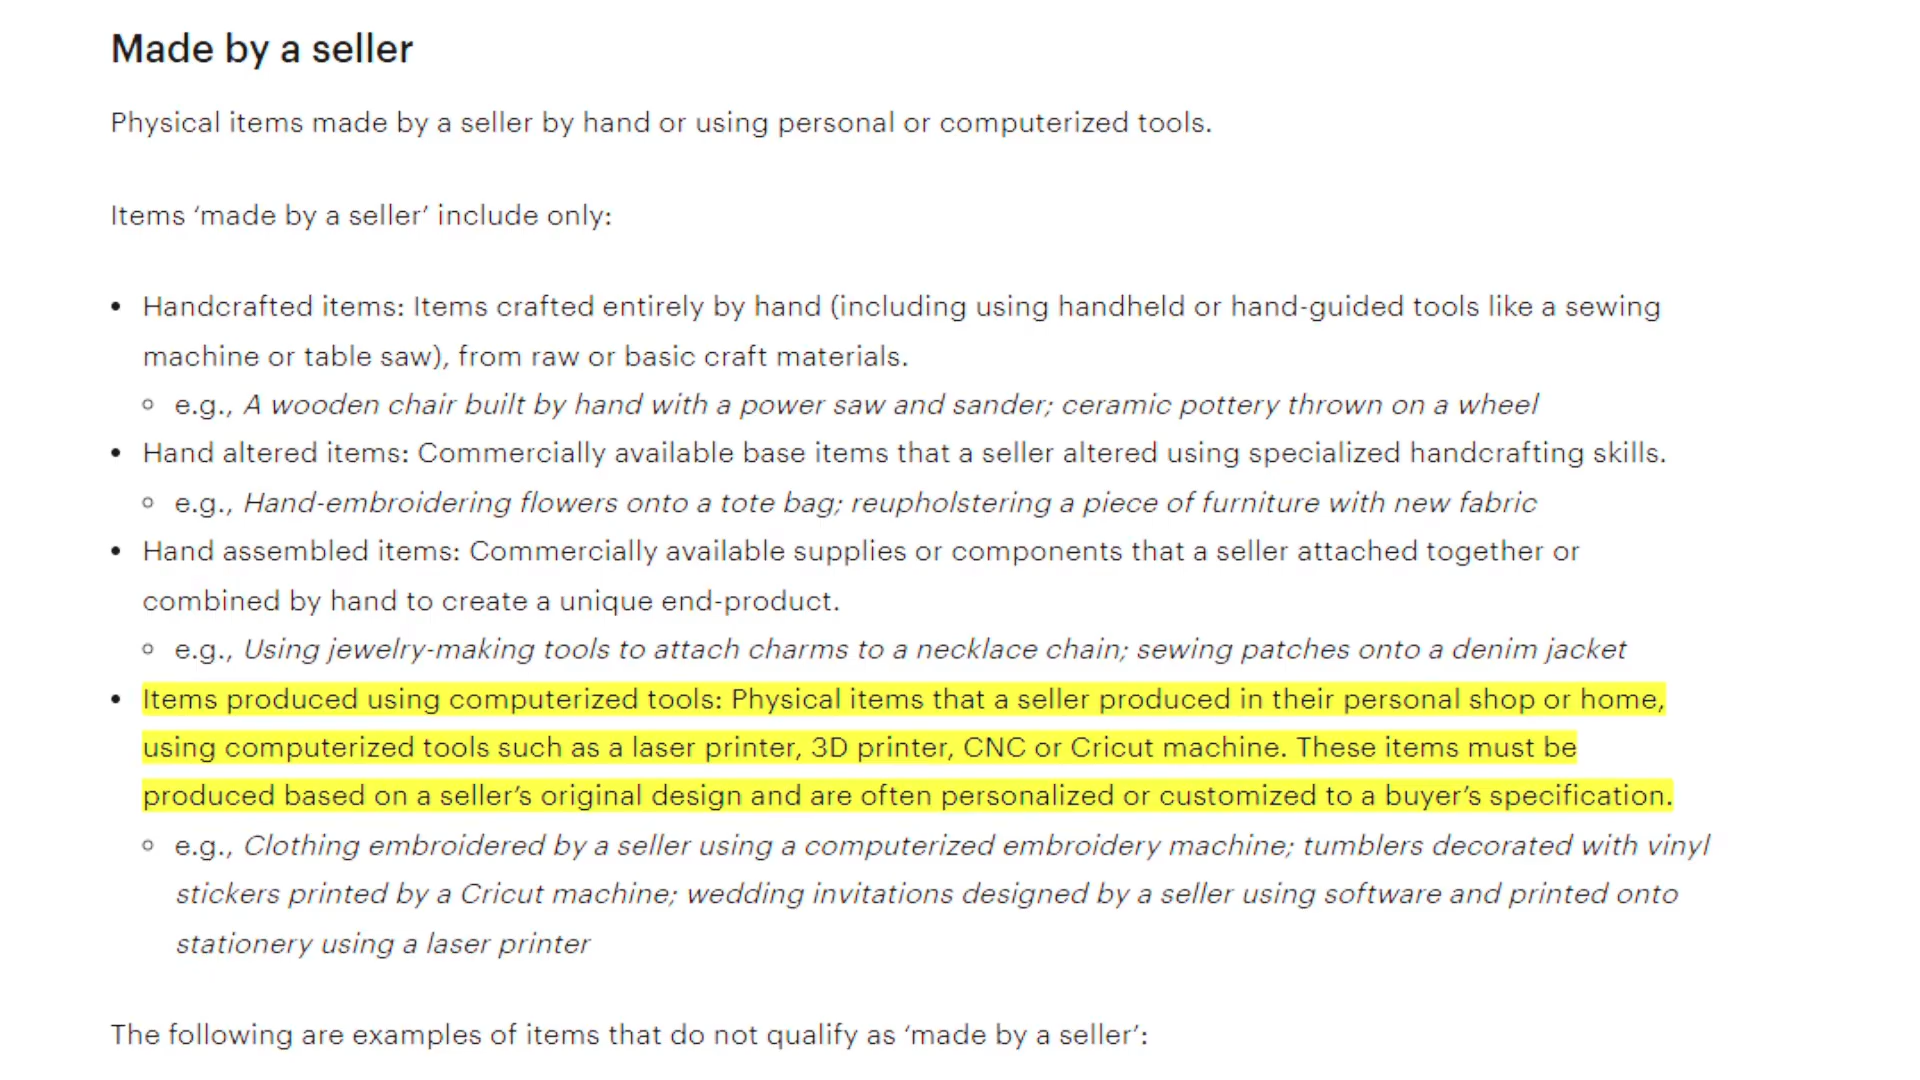 Made by a seller
Physical items made by a seller by hand or using personal or computerized tools.
Items ‘made by a seller’ include only:
• Handcrafted items: Items crafted entirely by hand (including using handheld or hand-guided tools like a sewing
machine or table saw), from raw or basic craft materials.
◦ e.g., A wooden chair built by hand with a power saw and sander; ceramic pottery thrown on a wheel
• Hand altered items: Commercially available base items that a seller altered using specialized handcrafting skills.
◦ e.g., Hand-embroidering flowers onto a tote bag; reupholstering a piece of furniture with new fabric
• Hand assembled items: Commercially available supplies or components that a seller attached together or
combined by hand to create a unique end-product.
◦ e.g., Using jewelry-making tools to attach charms to a necklace chain; sewing patches onto a denim jacket
• Items produced using computerized tools: Physical items that a seller produced in their personal shop or home,
using computerized tools such as a laser printer, 3D printer, CNC or Cricut machine. These items must be
produced based on a seller’s original design and are often personalized or customized to a buyer’s specification.
◦ e.g., Clothing embroidered by a seller using a computerized embroidery machine; tumblers decorated with vinyl
stickers printed by a Cricut machine; wedding invitations designed by a seller using software and printed onto
stationery using a laser printer
The following are examples of items that do not qualify as ‘made by a seller’: